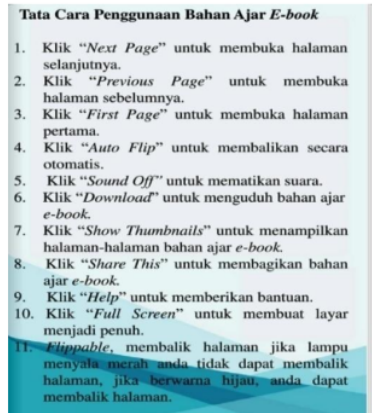 Tata Cara Penggunaan Bahan Ajar E-book
1. Klik “Next Page” untuk membuka halaman
selanjutnya.
2. Klik “Previous Page” untuk membuka
halaman sebelumnya.
3. Klik “First Page” untuk membuka halaman
pertama.
4. Klik “Auto Flip” untuk membalikan secara
otomatis.
5. Klik “Sound Off” untuk mematikan suara.
6. Klik “Download” untuk menguduh bahan ajar
e-book.
7. Klik “Show Thumbnails” untuk menampilkan
halaman-halaman bahan ajar e-book.
8. Klik “Share This” untuk membagikan bahan
ajar e-book.
9. Klik “Help” untuk memberikan bantuan.
10. Klik “Full Screen” untuk membuat layar
menjadi penuh.
11. Flippable, membalik halaman jika lampu
menyala merah anda tidak dapat membalik
halaman, jika berwarna hijau, anda dapat
membalik halaman.